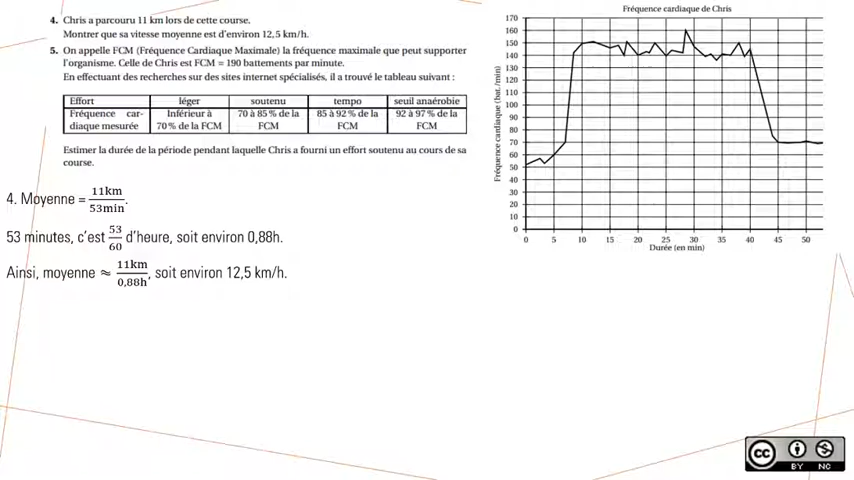 4. Chris a parcouru 11 km lors de cette course.
Montrer que sa vitesse moyenne est d'environ 12,5 km/h.
5. On appelle FCM (Fréquence Cardiaque Maximale) la fréquence maximale que peut supporter
l'organisme. Celle de Chris est FCM = 190 battements par minute.
En effectuant des recherches sur des sites internet spécialisés, il a trouvé le tableau suivant :
Effort léger soutenu tempo seuil anaérobie
Fréquence car- Inférieur à 70 à 85 % de la 85 à 92 % de la 92 à 97 % de la
diaque mesurée 70 % de la FCM FCM FCM FCM
Estimer la durée de la période pendant laquelle Chris a fourni un effort soutenu au cours de sa
course.
4. Moyenne = 11km/53min.
53 minutes, c'est 53/60 d'heure, soit environ 0,88h.
Ainsi, moyenne ≈ 11km/0,88h, soit environ 12,5 km/h.
Fréquence cardiaque de Chris
Fréquence cardiaque (bat./min)
170
160
150
140
130
120
110
100
90
80
70
60
50
40
30
20
10
0
0 5 10 15 20 25 30 35 40 45 50
Durée (en min)
cc
BY NC